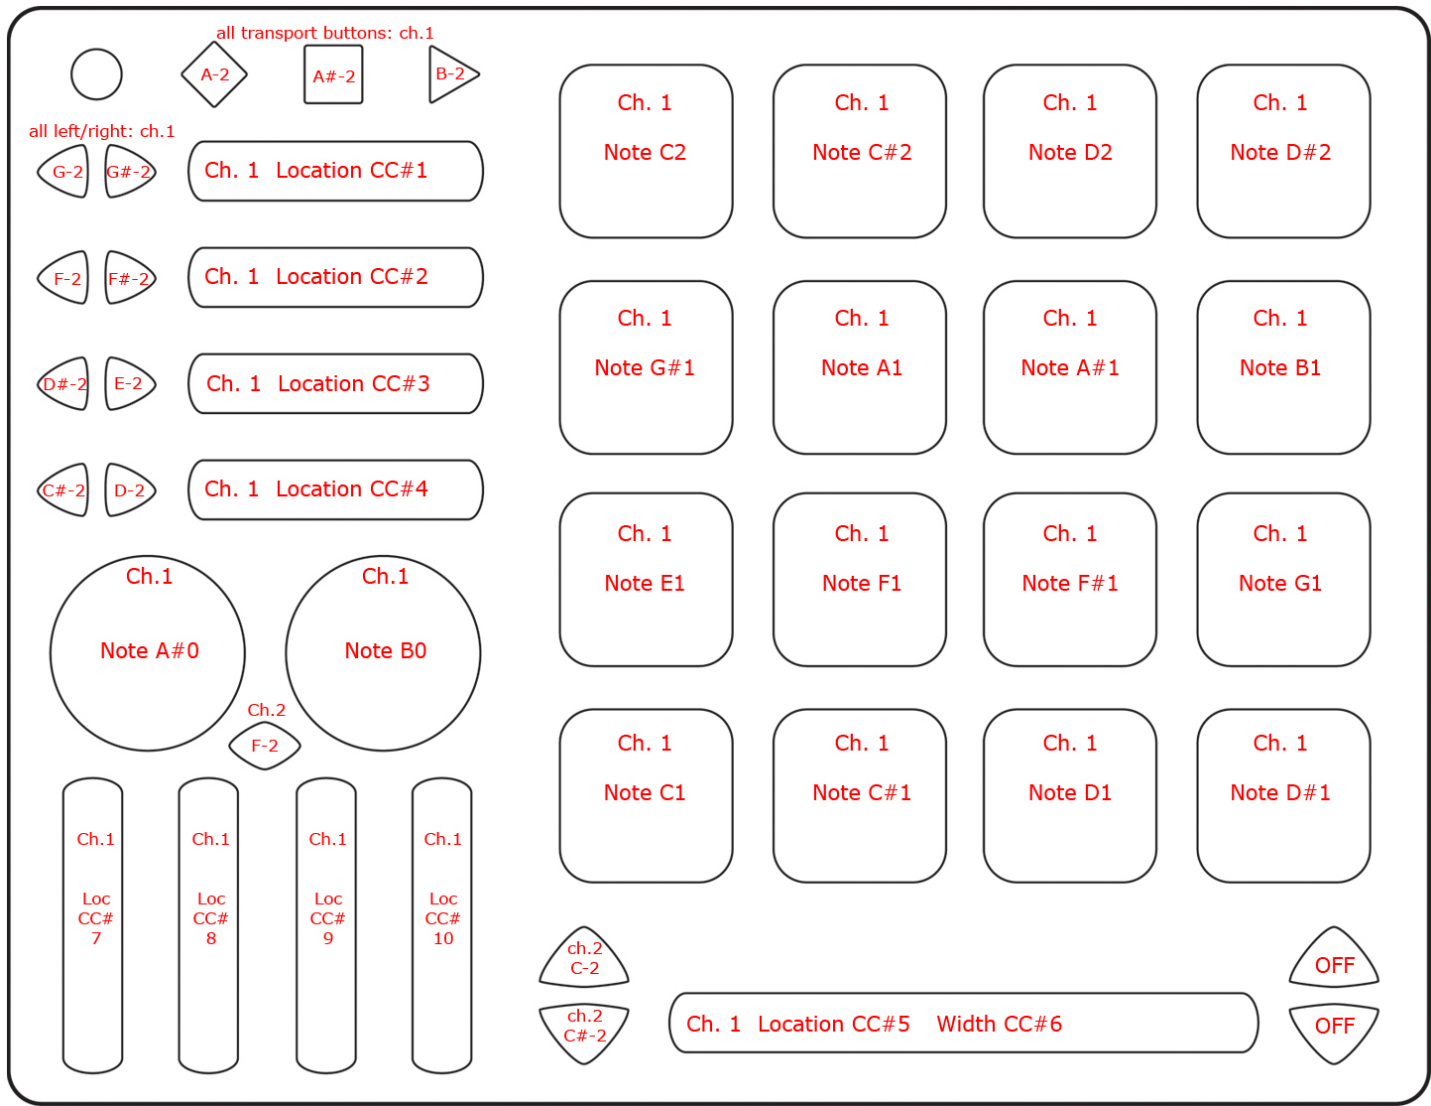 all transport buttons: ch.1
A-2
A#-2
B-2
all left/right: ch.1
G-2
G#-2
Ch. 1 Location CC#1
F-2
F#-2
Ch. 1 Location CC#2
D#-2
E-2
Ch. 1 Location CC#3
C#-2
D-2
Ch. 1 Location CC#4
Ch.1
Note A#0
Ch.1
Note B0
Ch.2
F-2
Ch.1
Loc
CC#
7
Ch.1
Loc
CC#
8
Ch.1
Loc
CC#
9
Ch.1
Loc
CC#
10
Ch. 1
Note C2
Ch. 1
Note C#2
Ch. 1
Note D2
Ch. 1
Note D#2
Ch. 1
Note G#1
Ch. 1
Note A1
Ch. 1
Note A#1
Ch. 1
Note B1
Ch. 1
Note E1
Ch. 1
Note F1
Ch. 1
Note F#1
Ch. 1
Note G1
Ch. 1
Note C1
Ch. 1
Note C#1
Ch. 1
Note D1
Ch. 1
Note D#1
ch.2
C-2
ch.2
C#-2
Ch. 1 Location CC#5 Width CC#6
OFF
OFF